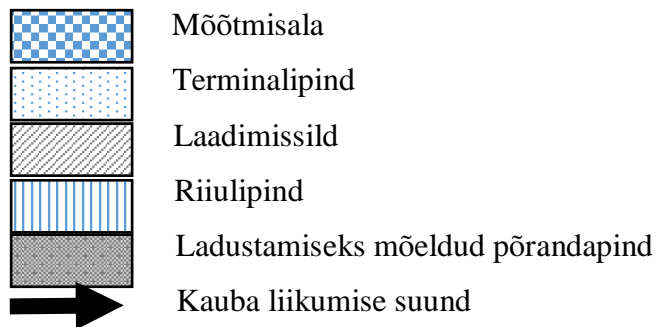 Mõõtmisala
Terminalipind
Laadimissild
Riiulipind
Ladustamiseks mõeldud põrandapind
Kauba liikumise suund